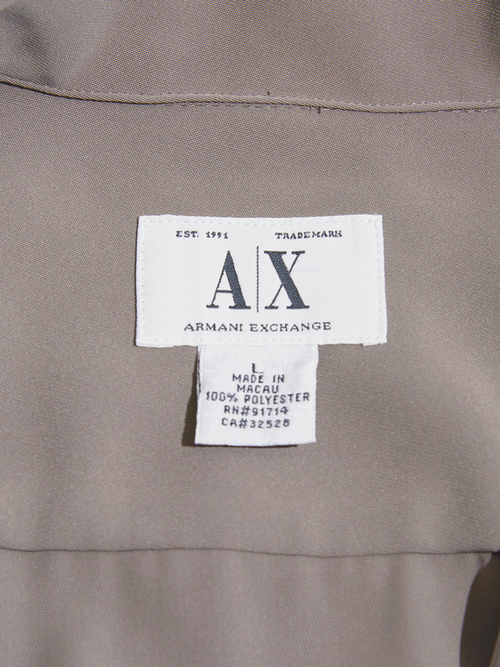 EST. 1991 TRADEMARK
A|X
ARMANI EXCHANGE
L
MADE IN
MACAU
100% POLYESTER
RN#91714
CA#32528